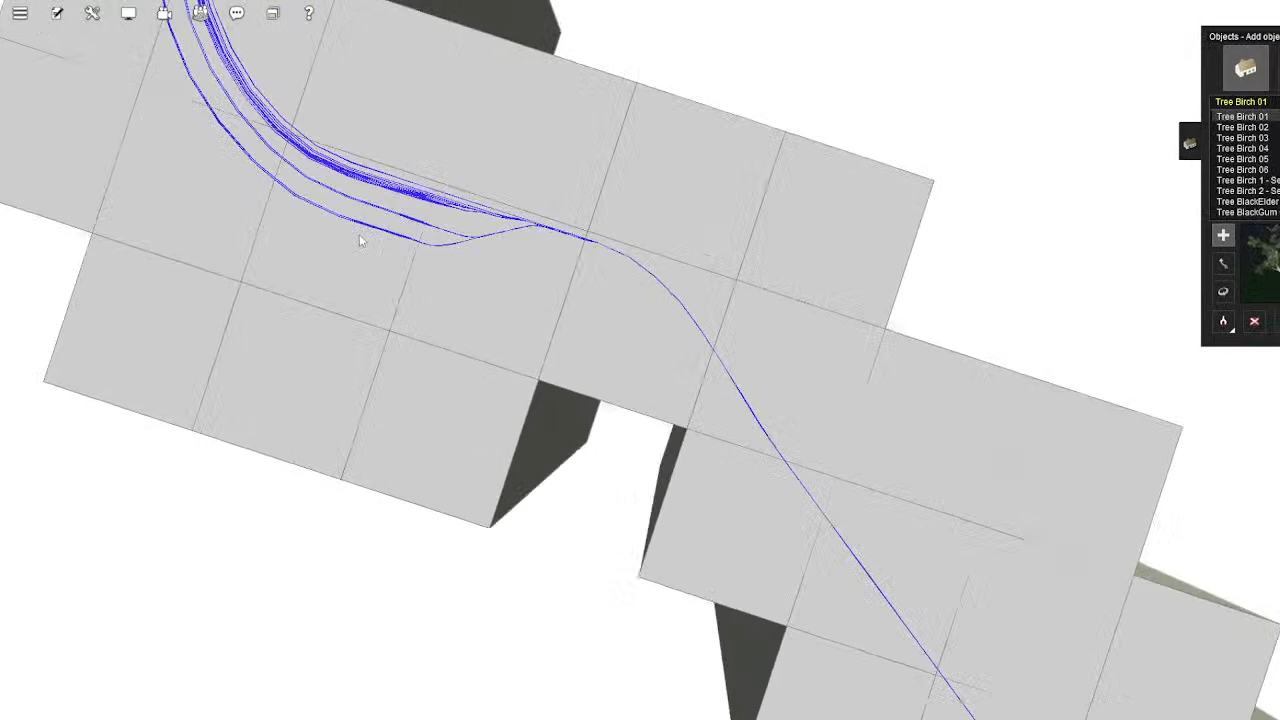 ?
Objects - Add obje
Tree Birch 01
Tree Birch 01
Tree Birch 02
Tree Birch 03
Tree Birch 04
Tree Birch 05
Tree Birch 06
Tree Birch 1 - Se
Tree Birch 2 - Se
Tree BlackElder
Tree BlackGum